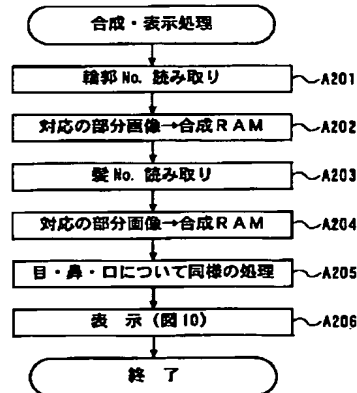 合成・表示処理
輪郭No. 読み取り A201
対応の部分画像→合成RAM A202
髪No. 読み取り A203
対応の部分画像→合成RAM A204
目・鼻・口について同様の処理 A205
表 示 (図10) A206
終 了